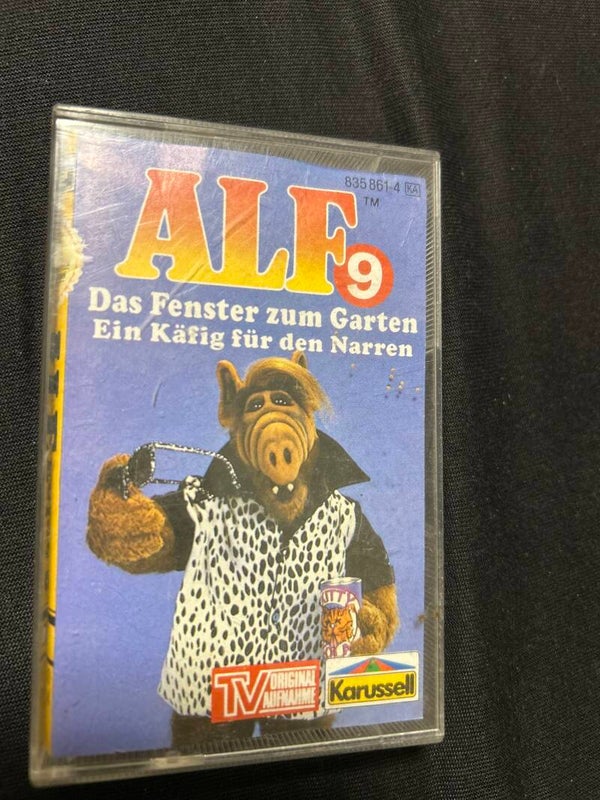 835 861-4 KA
ALF
TM
9
Das Fenster zum Garten
Ein Käfig für den Narren
TV ORIGINAL
AUFNAHME
Karussell